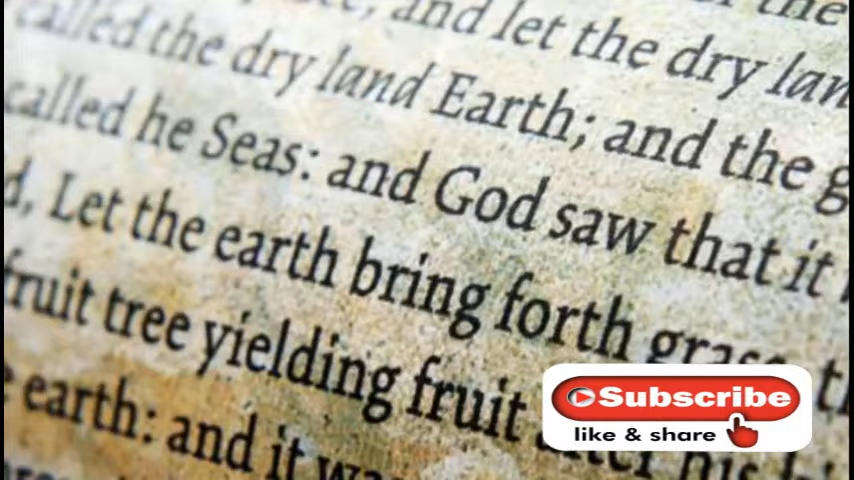 and let the dry
called the dry land Earth; and the
called he Seas: and God saw that it
Let the earth bring forth
fruit tree yielding fruit
earth: and it
Subscribe
like & share